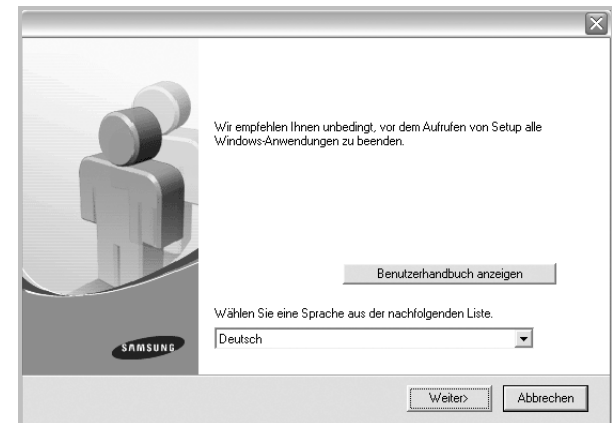 Wir empfehlen Ihnen unbedingt, vor dem Aufrufen von Setup alle
Windows-Anwendungen zu beenden.
Benutzerhandbuch anzeigen
Wählen Sie eine Sprache aus der nachfolgenden Liste.
Deutsch
SAMSUNG
Weiter>
Abbrechen